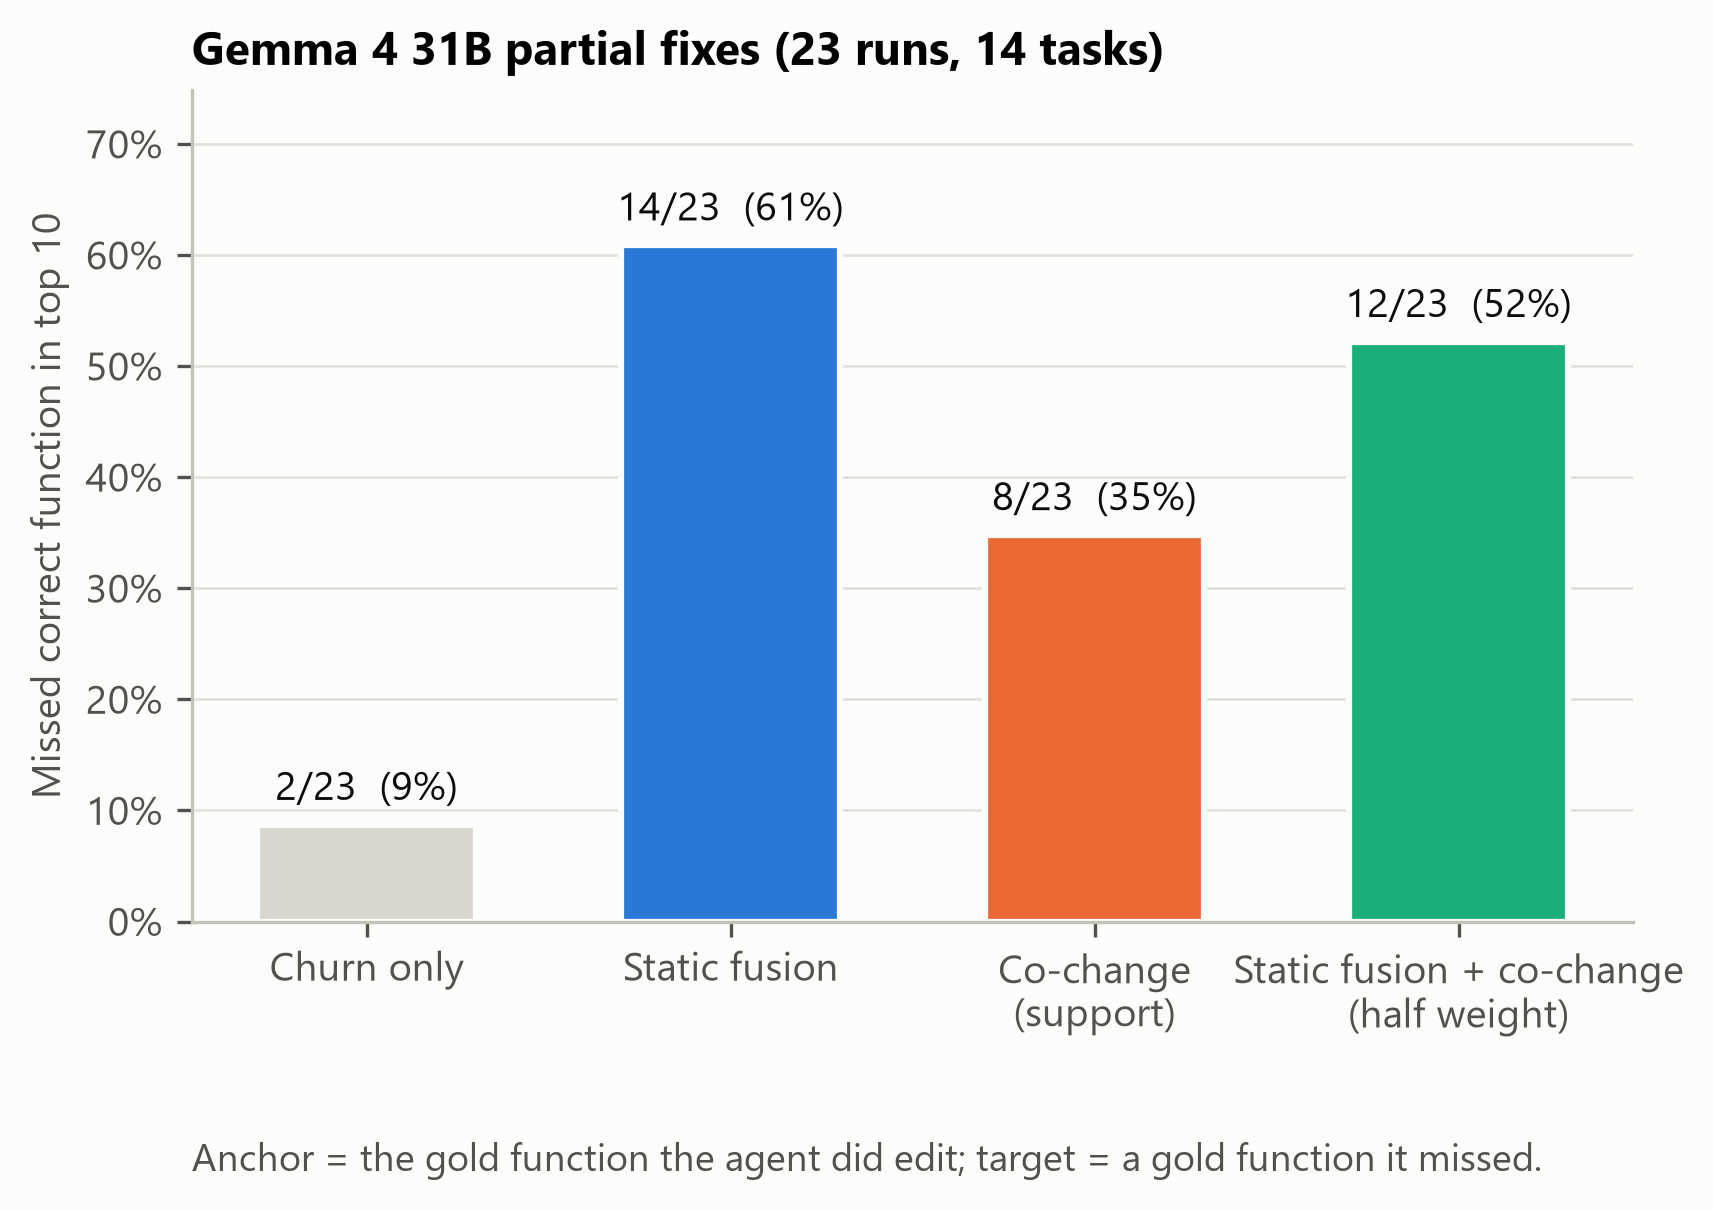 Gemma 4 31B partial fixes (23 runs, 14 tasks)
Missed correct function in top 10
70%
60%
50%
40%
30%
20%
10%
0%
2/23 (9%)
14/23 (61%)
8/23 (35%)
12/23 (52%)
Churn only
Static fusion
Co-change
(support)
Static fusion + co-change
(half weight)
Anchor = the gold function the agent did edit; target = a gold function it missed.